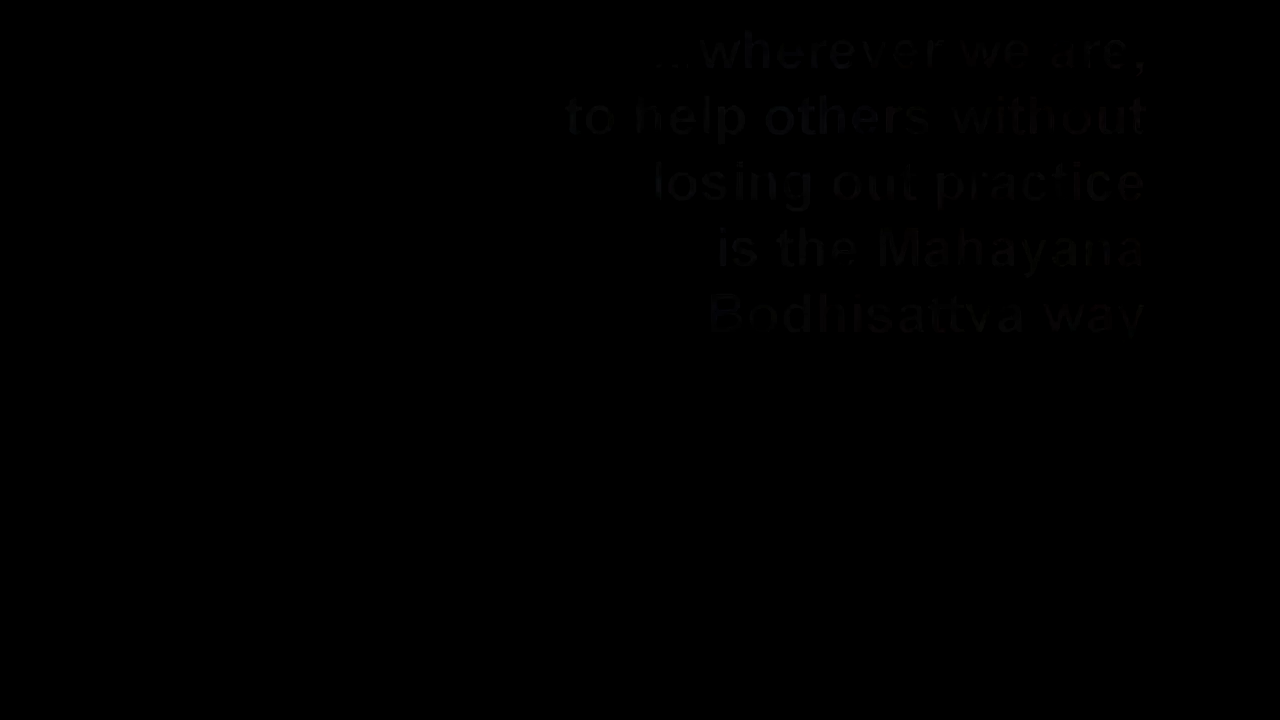 ...wherever we are,
to help others without
losing out practice
is the Mahayana
Bodhisattva way